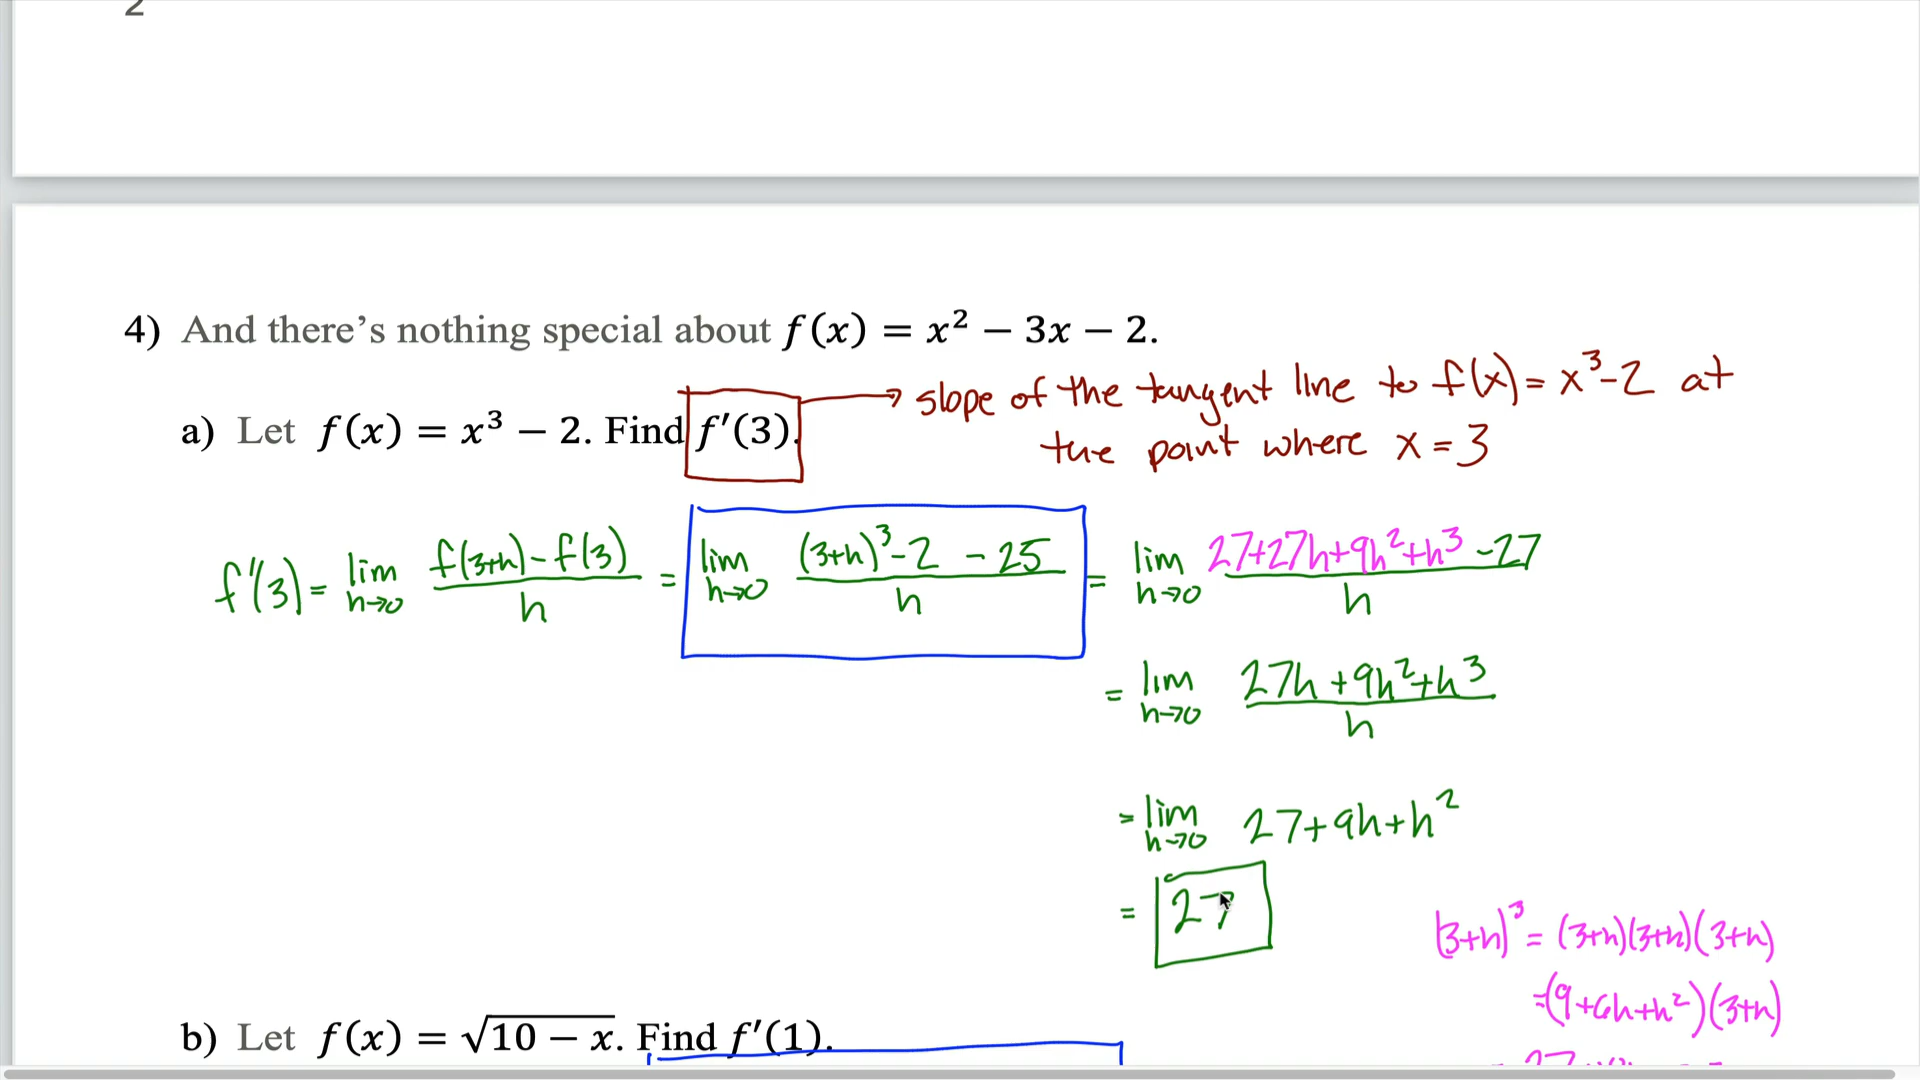 2
4) And there's nothing special about f(x) = x² − 3x − 2.
a) Let f(x) = x³ − 2. Find f′(3).
→ slope of the tangent line to f(x) = x³-2 at
the point where x = 3
f'(3) = lim h→0 (f(3+h) - f(3))/h = lim h→0 ((3+h)³-2 -25)/h = lim h→0 (27+27h+9h²+h³-27)/h
= lim h→0 (27h+9h²+h³)/h
= lim h→0 27+9h+h²
= 27
(3+h)³ = (3+h)(3+h)(3+h)
=(9+6h+h²)(3+h)
b) Let f(x) = √(10 − x). Find f′(1).